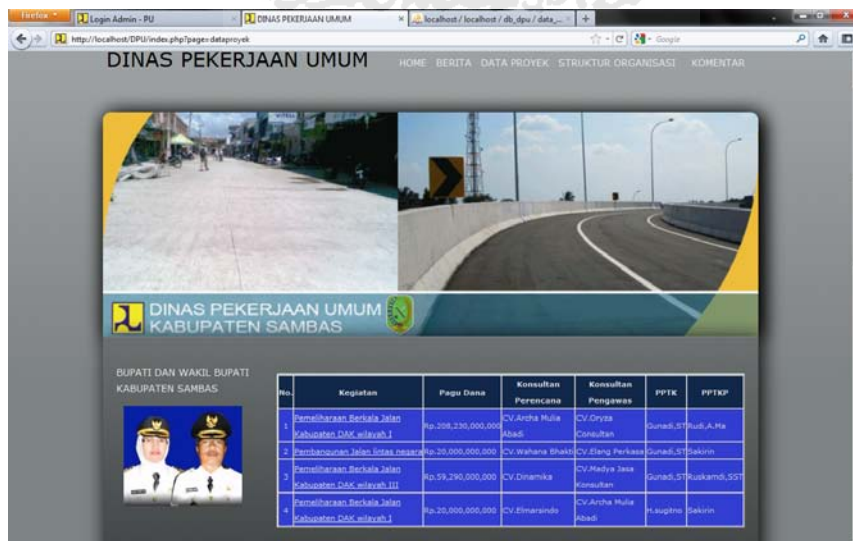 Firefox
Login Admin - PU
DINAS PEKERJAAN UMUM
localhost / localhost / db_dpu / data_...
http://localhost/DPU/index.php?page=dataproyek
Google
DINAS PEKERJAAN UMUM
HOME BERITA DATA PROYEK STRUKTUR ORGANISASI KOMENTAR
DINAS PEKERJAAN UMUM
KABUPATEN SAMBAS
BUPATI DAN WAKIL BUPATI
KABUPATEN SAMBAS
No. Kegiatan Pagu Dana Konsultan Perencana Konsultan Pengawas PPTK PPTKP
1 Pemeliharaan Berkala Jalan Kabupaten DAK wilayah I Rp.208,230,000,000 CV.Archa Mulia Abadi CV.Oryza Consultan Gunadi,ST Rudi,A.Ma
2 Pembangunan Jalan lintas negara Rp.20,000,000,000 CV.Wahana Bhakti CV.Elang Perkasa Gunadi,ST Sakirin
3 Pemeliharaan Berkala Jalan Kabupaten DAK wilayah III Rp.59,290,000,000 CV.Dinamika CV.Madya Jasa Konsultan Gunadi,ST Ruskamdi,SST
4 Pemeliharaan Berkala Jalan Kabupaten DAK wilayah I Rp.20,000,000,000 CV.Elmarsindo CV.Archa Mulia Abadi H.sugitno Sakirin